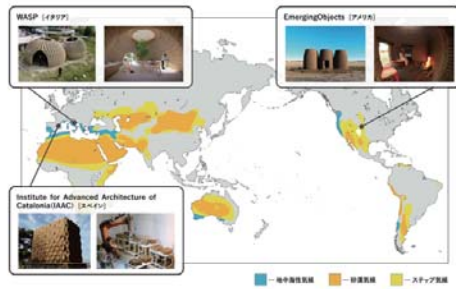 WASP [イタリア]
EmergingObjects [アメリカ]
Institute for Advanced Architecture of
Catalonia(IAAC) [スペイン]
地中海性気候
砂漠気候
ステップ気候